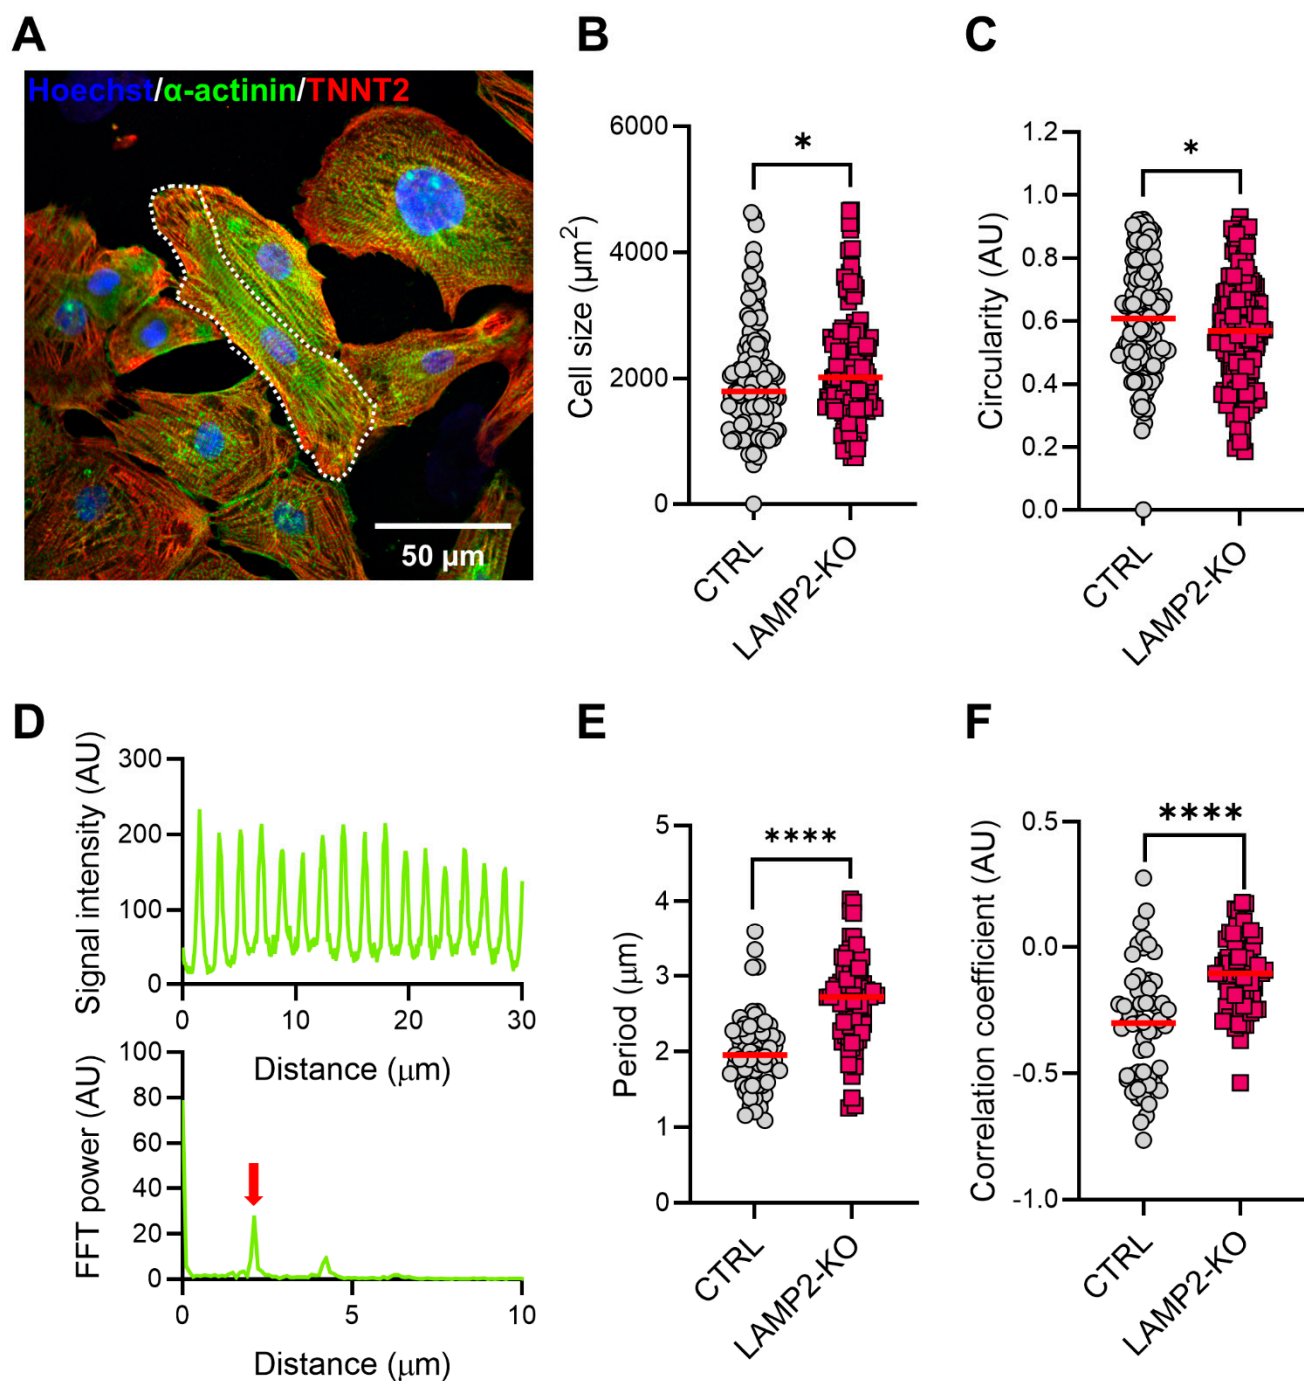 A
Hoechst/α-actinin/TNNT2
50 µm
B
Cell size (µm²)
6000
4000
2000
0
*
CTRL
LAMP2-KO
C
Circularity (AU)
1.2
1.0
0.8
0.6
0.4
0.2
0.0
*
CTRL
LAMP2-KO
D
Signal intensity (AU)
300
200
100
0
0 10 20 30
Distance (µm)
FFT power (AU)
100
80
60
40
20
0
0 5 10
Distance (µm)
E
Period (µm)
5
4
3
2
1
0
****
CTRL
LAMP2-KO
F
Correlation coefficient (AU)
0.5
0.0
-0.5
-1.0
****
CTRL
LAMP2-KO